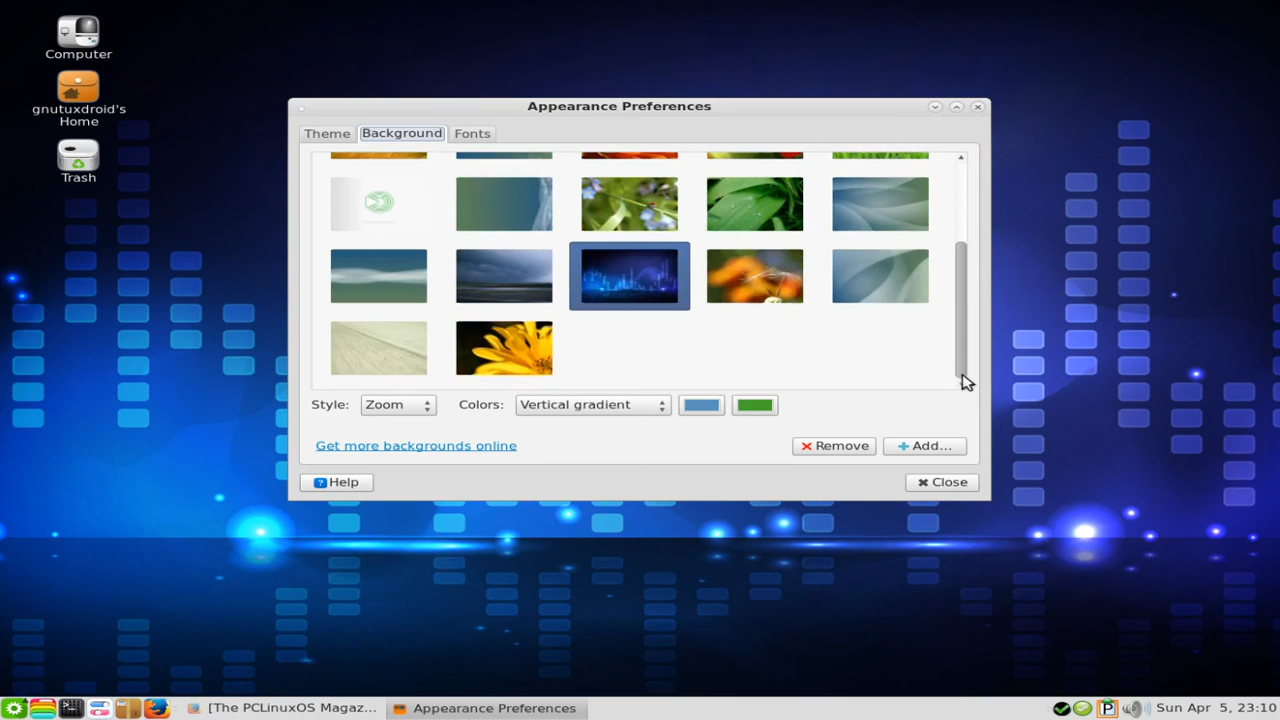 Computer
gnutuxdroid's
Home
Trash
Appearance Preferences
Theme
Background
Fonts
Style:
Zoom
Colors:
Vertical gradient
Get more backgrounds online
Remove
Add...
? Help
Close
[The PCLinuxOS Magaz...
Appearance Preferences
P
Sun Apr 5, 23:10